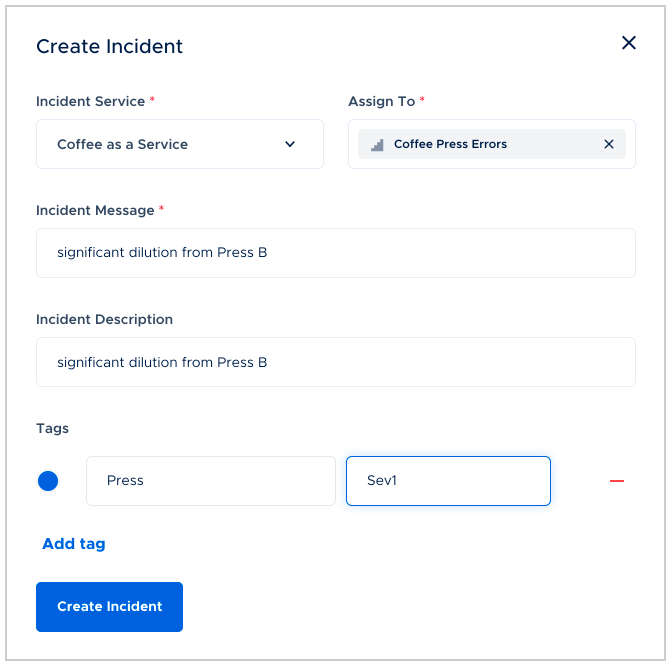 Create Incident
Incident Service *
Assign To *
Coffee as a Service
Coffee Press Errors
Incident Message *
significant dilution from Press B
Incident Description
significant dilution from Press B
Tags
Press
Sev1
Add tag
Create Incident